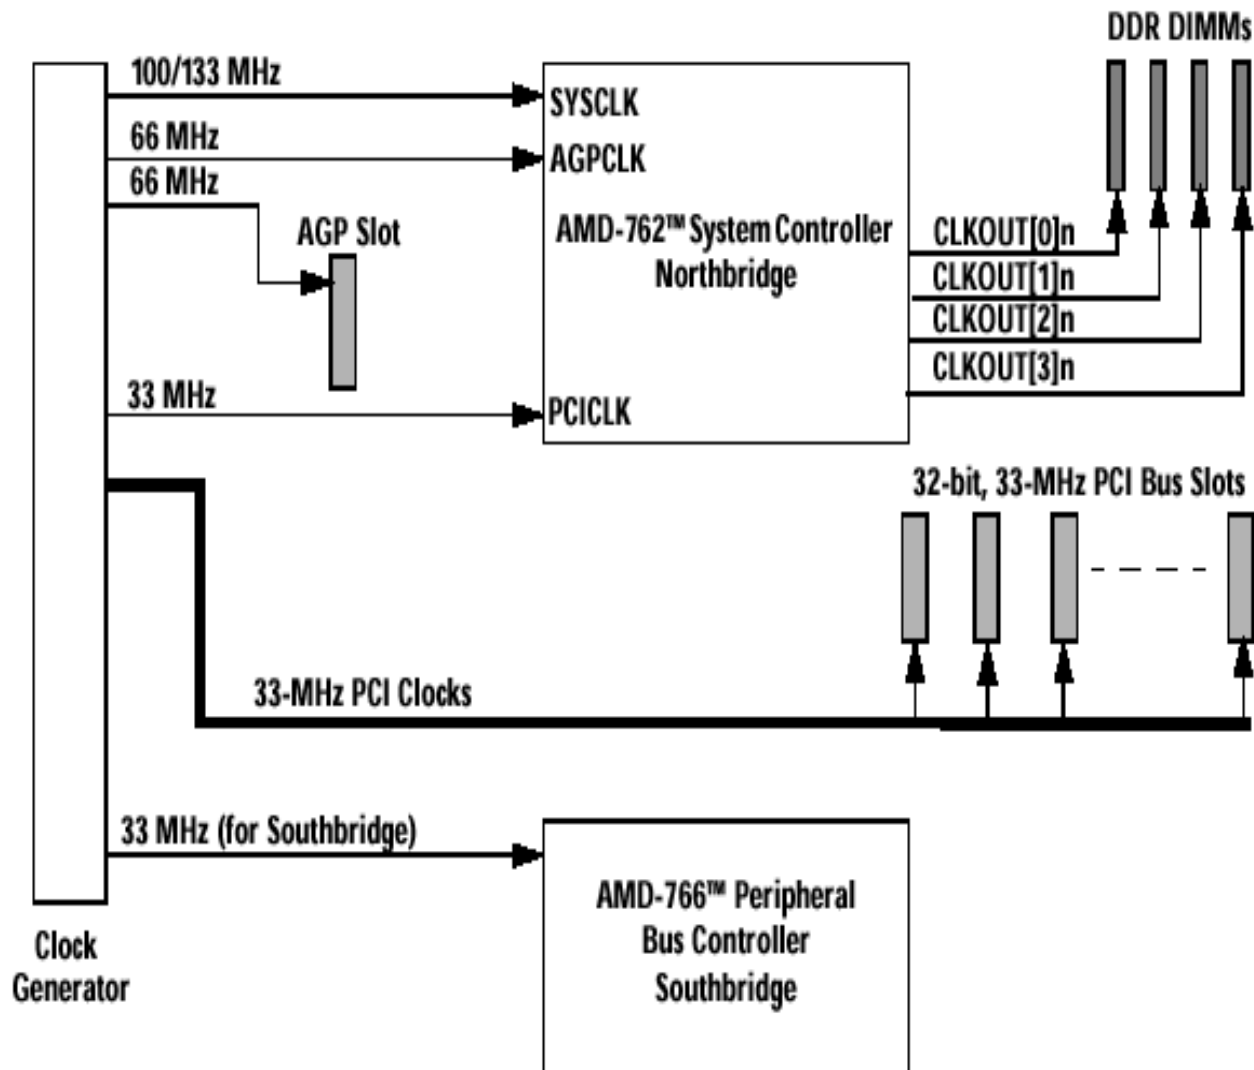 DDR DIMMs
100/133 MHz
SYSCLK
66 MHz
AGPCLK
66 MHz
AGP Slot
AMD-762™ System Controller
Northbridge
CLKOUT[0]n
CLKOUT[1]n
CLKOUT[2]n
CLKOUT[3]n
33 MHz
PCICLK
32-bit, 33-MHz PCI Bus Slots
33-MHz PCI Clocks
33 MHz (for Southbridge)
AMD-766™ Peripheral
Bus Controller
Southbridge
Clock
Generator